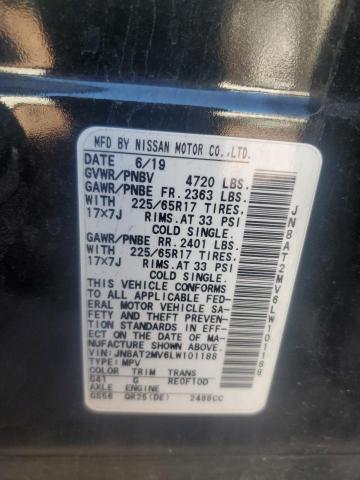 MFD BY NISSAN MOTOR CO.,LTD.
DATE 6/19
GVWR/PNBV 4720 LBS.
GAWR/PNBE FR. 2363 LBS.
WITH 225/65R17 TIRES,
17X7J RIMS.AT 33 PSI
COLD SINGLE.
GAWR/PNBE RR. 2401 LBS.
WITH 225/65R17 TIRES,
17X7J RIMS.AT 33 PSI
COLD SINGLE.
THIS VEHICLE CONFORMS
TO ALL APPLICABLE FED-
ERAL MOTOR VEHICLE SA-
FETY AND THEFT PREVEN-
TION STANDARDS IN EFF-
ECT ON THE DATE OF MA-
NUFACTURE SHOWN ABOVE.
VIN:JN8AT2MV6LW101188
TYPE: MPV
COLOR TRIM TRANS
G41 G RE0F10D
AXLE ENGINE
GS56 QR25(DE) 2488CC
JN8AT2MV6LW101188